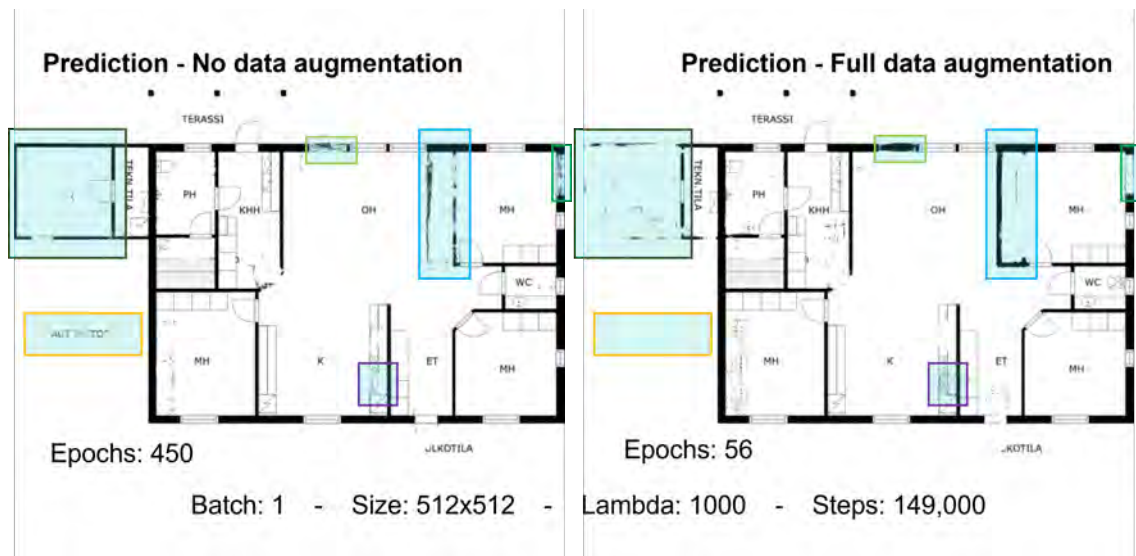 Prediction - No data augmentation
Prediction - Full data augmentation
TERASSI
TEKN.TILA
PH
KHH
OH
MH
WC
MH
K
ET
MH
ULKOTILA
TERASSI
TEKN.TILA
PH
KHH
OH
MH
WC
MH
K
ET
MH
Epochs: 450
Epochs: 56
Batch: 1 - Size: 512x512 - Lambda: 1000 - Steps: 149,000